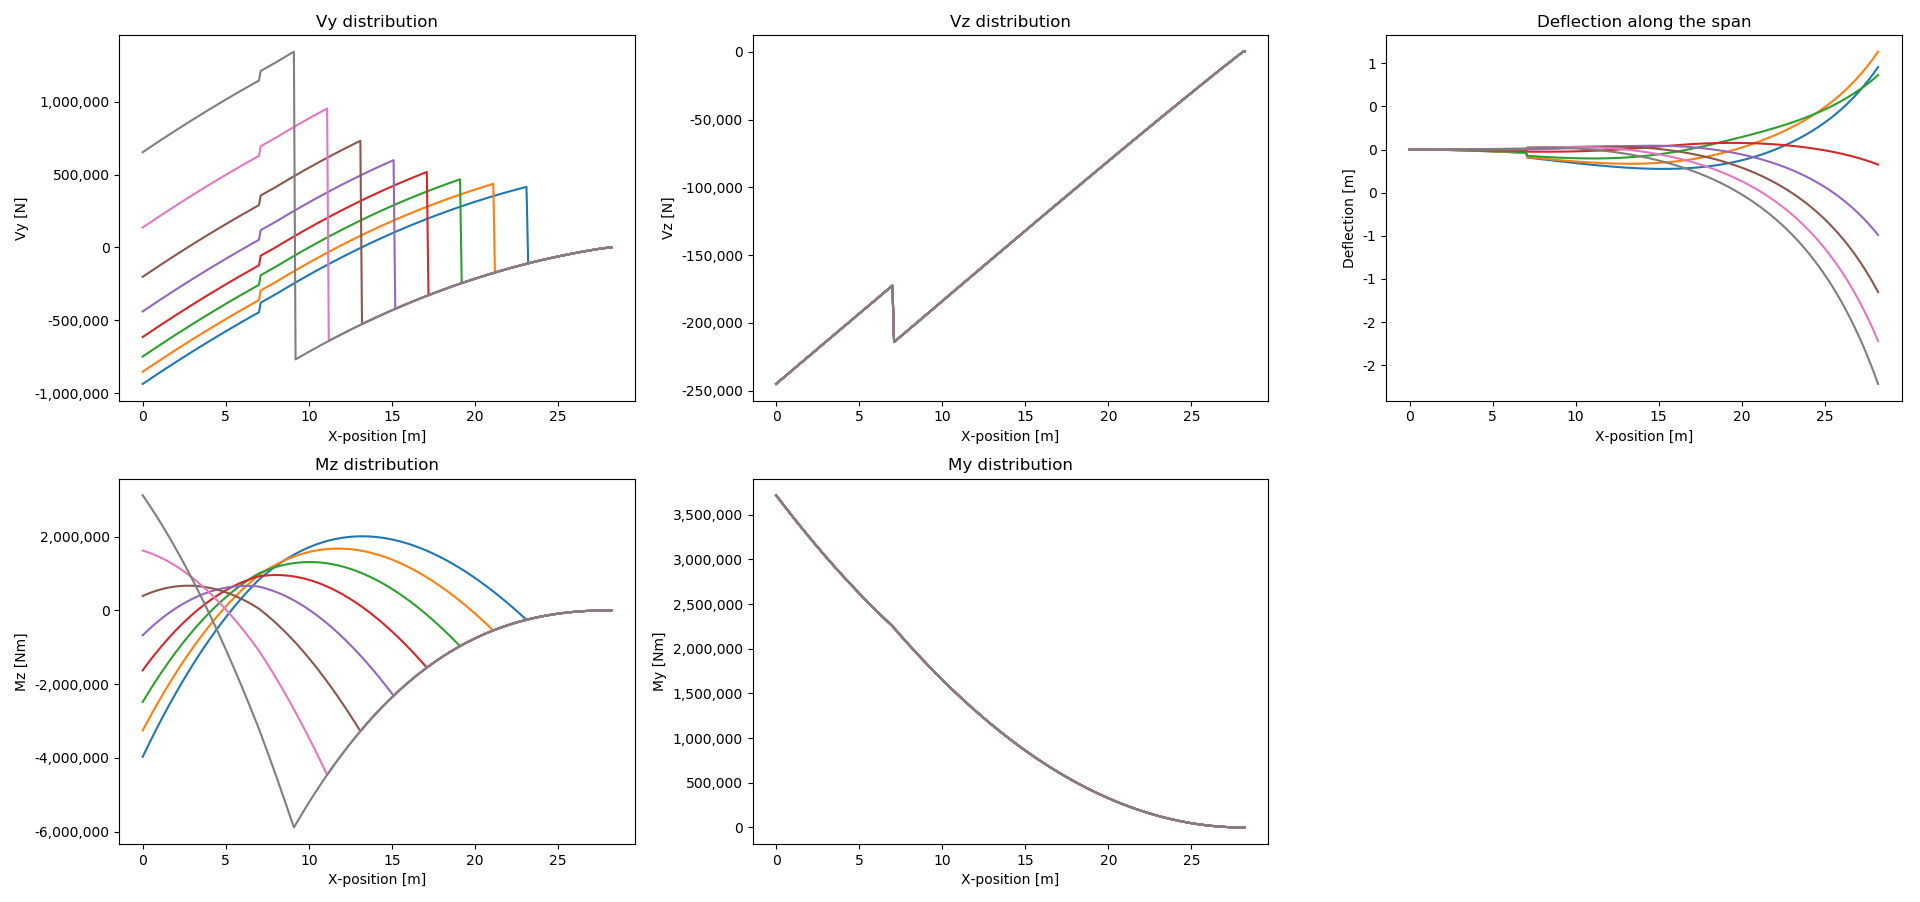 Vy distribution
Vy [N]
1,000,000
500,000
0
-500,000
-1,000,000
0 5 10 15 20 25
X-position [m]
Vz distribution
Vz [N]
0
-50,000
-100,000
-150,000
-200,000
-250,000
0 5 10 15 20 25
X-position [m]
Deflection along the span
Deflection [m]
1
0
0
0
-1
-1
-2
-2
0 5 10 15 20 25
X-position [m]
Mz distribution
Mz [Nm]
2,000,000
0
-2,000,000
-4,000,000
-6,000,000
0 5 10 15 20 25
X-position [m]
My distribution
My [Nm]
3,500,000
3,000,000
2,500,000
2,000,000
1,500,000
1,000,000
500,000
0
0 5 10 15 20 25
X-position [m]